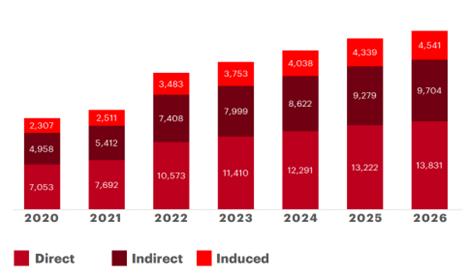 2,307 2,511 3,483 3,753 4,038 4,339 4,541
4,958 5,412 7,408 7,999 8,622 9,279 9,704
7,053 7,692 10,573 11,410 12,291 13,222 13,831
2020 2021 2022 2023 2024 2025 2026
Direct Indirect Induced